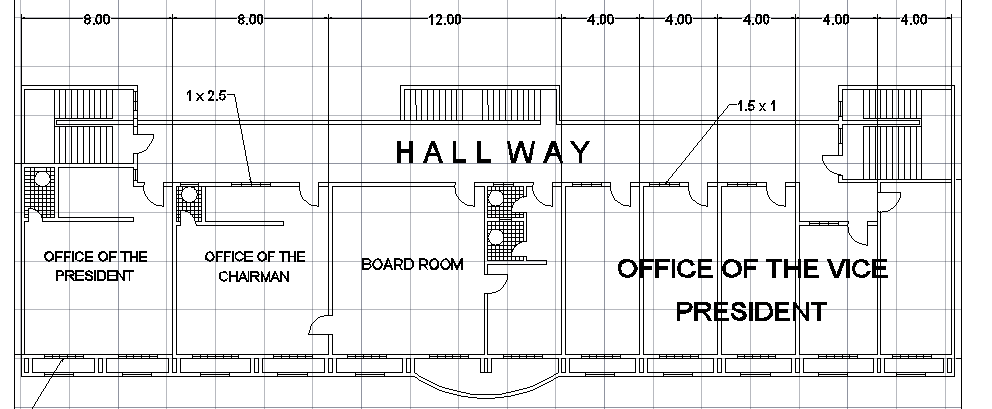 8.00 8.00 12.00 4.00 4.00 4.00 4.00 4.00
1 x 2.5
1.5 x 1
HALLWAY
OFFICE OF THE
PRESIDENT
OFFICE OF THE
CHAIRMAN
BOARD ROOM
OFFICE OF THE VICE
PRESIDENT